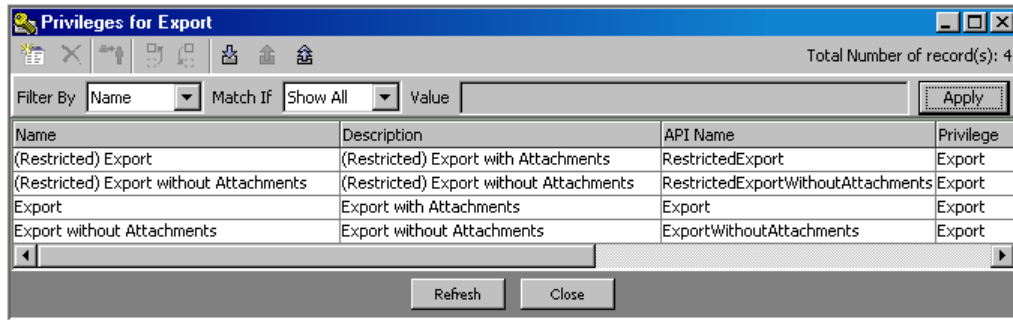 Privileges for Export
Total Number of record(s): 4
Filter By Name Match If Show All Value Apply
Name Description API Name Privilege
(Restricted) Export (Restricted) Export with Attachments RestrictedExport Export
(Restricted) Export without Attachments (Restricted) Export without Attachments RestrictedExportWithoutAttachments Export
Export Export with Attachments Export Export
Export without Attachments Export without Attachments ExportWithoutAttachments Export
Refresh Close